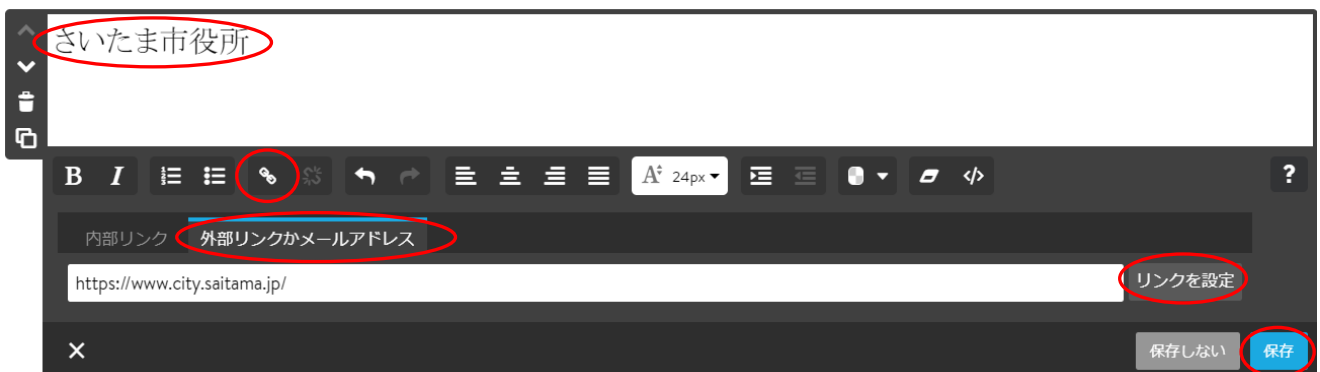 さいたま市役所
B I A 24px </> ?
内部リンク 外部リンクかメールアドレス
https://www.city.saitama.jp/ リンクを設定
保存しない 保存